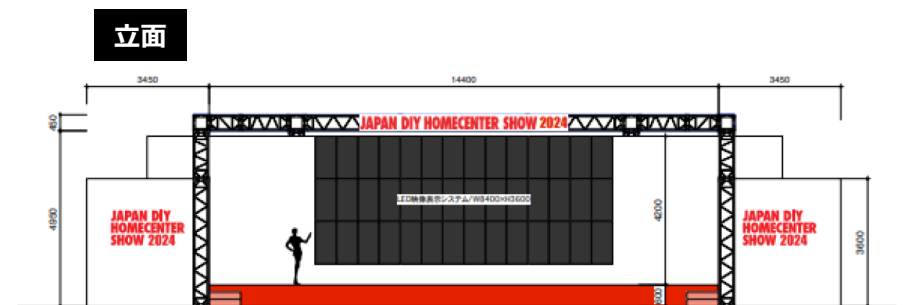 立面
3450
14400
3450
450
JAPAN DIY HOMECENTER SHOW 2024
LED映像表示システム/W8400×H3600
4950
4200
3600
JAPAN DIY
HOMECENTER
SHOW 2024
JAPAN DIY
HOMECENTER
SHOW 2024